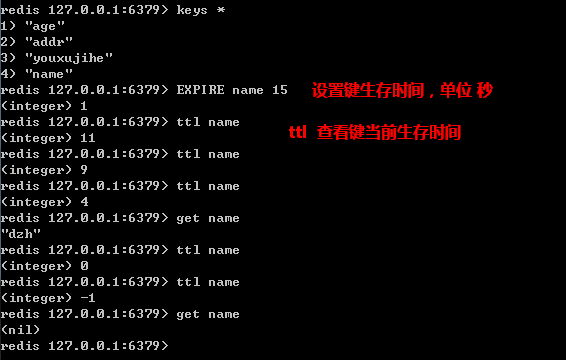 redis 127.0.0.1:6379> keys *
1) "age"
2) "addr"
3) "youxujihe"
4) "name"
redis 127.0.0.1:6379> EXPIRE name 15 设置键生存时间，单位 秒
(integer) 1
redis 127.0.0.1:6379> ttl name
ttl 查看键当前生存时间
(integer) 11
redis 127.0.0.1:6379> ttl name
(integer) 9
redis 127.0.0.1:6379> ttl name
(integer) 4
redis 127.0.0.1:6379> get name
"dzh"
redis 127.0.0.1:6379> ttl name
(integer) 0
redis 127.0.0.1:6379> ttl name
(integer) -1
redis 127.0.0.1:6379> get name
(nil)
redis 127.0.0.1:6379>